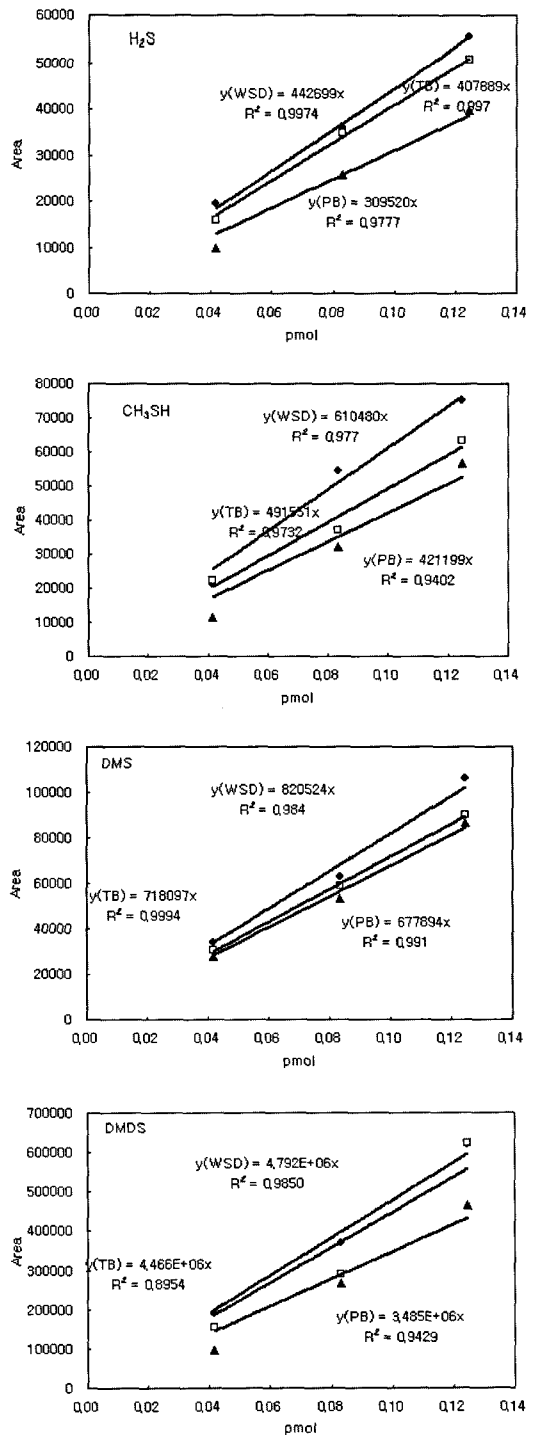 H₂S
60000
50000
40000
30000
20000
10000
0
Area
y(WSD) = 442699x
R² = 0,9974
y(TB) = 407889x
R² = 0,997
y(PB) = 309520x
R² = 0,9777
0,00 0,02 0,04 0,06 0,08 0,10 0,12 0,14
pmol
CH₃SH
80000
70000
60000
50000
40000
30000
20000
10000
0
Area
y(WSD) = 610480x
R² = 0,977
y(TB) = 491551x
R² = 0,9732
y(PB) = 421199x
R² = 0,9402
0,00 0,02 0,04 0,06 0,08 0,10 0,12 0,14
pmol
DMS
120000
100000
80000
60000
40000
20000
0
Area
y(WSD) = 820524x
R² = 0,984
y(TB) = 718097x
R² = 0,9994
y(PB) = 677894x
R² = 0,991
0,00 0,02 0,04 0,06 0,08 0,10 0,12 0,14
pmol
DMDS
700000
600000
500000
400000
300000
200000
100000
0
Area
y(WSD) = 4,792E+06x
R² = 0,9850
y(TB) = 4,466E+06x
R² = 0,8954
y(PB) = 3,485E+06x
R² = 0,9429
0,00 0,02 0,04 0,06 0,08 0,10 0,12 0,14
pmol